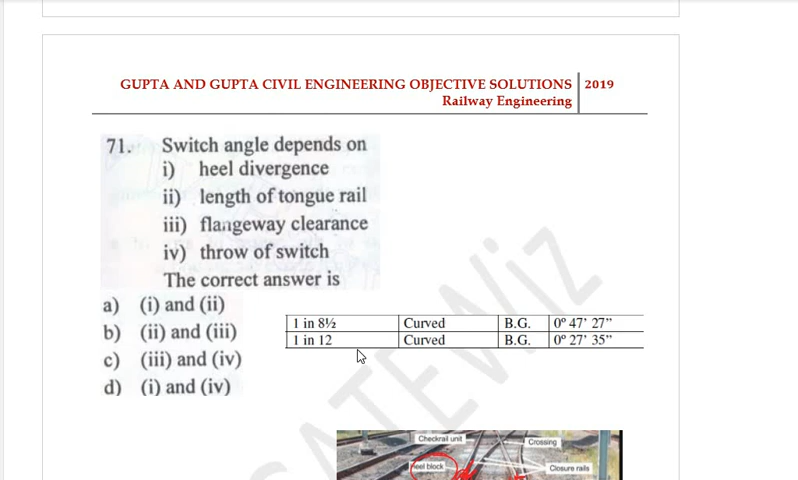 GUPTA AND GUPTA CIVIL ENGINEERING OBJECTIVE SOLUTIONS 2019
Railway Engineering
71. Switch angle depends on
i) heel divergence
ii) length of tongue rail
iii) flangeway clearance
iv) throw of switch
The correct answer is
a) (i) and (ii)
b) (ii) and (iii)
c) (iii) and (iv)
d) (i) and (iv)
1 in 8½ Curved B.G. 0º 47' 27"
1 in 12 Curved B.G. 0º 27' 35"
GATEWiz
Checkrail unit
Crossing
Heel block
Closure rails